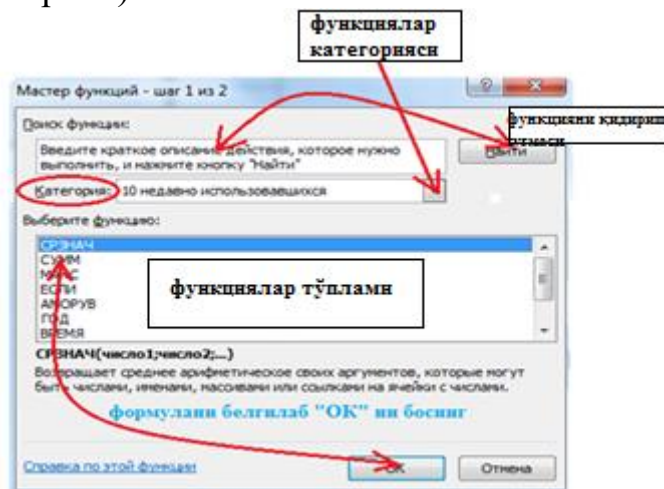 функциялар
категорияси
Мастер функций - шаг 1 из 2
Поиск функции:
функцияни қидириш
Введите краткое описание действия, которое нужно
выполнить, и нажмите кнопку "Найти"
Найти
Категория: 10 недавно использовавшихся
Выберите функцию:
СРЗНАЧ
СУММ
МАКС
ЕСЛИ
АМОРУВ
ГОД
ВРЕМЯ
функциялар тўплами
СРЗНАЧ(число1;число2;...)
Возвращает среднее арифметическое своих аргументов, которые могут
быть числами, именами, массивами или ссылками на ячейки с числами.
формулани белгилаб "ОК" ни босинг
Справка по этой функции
ОК
Отмена